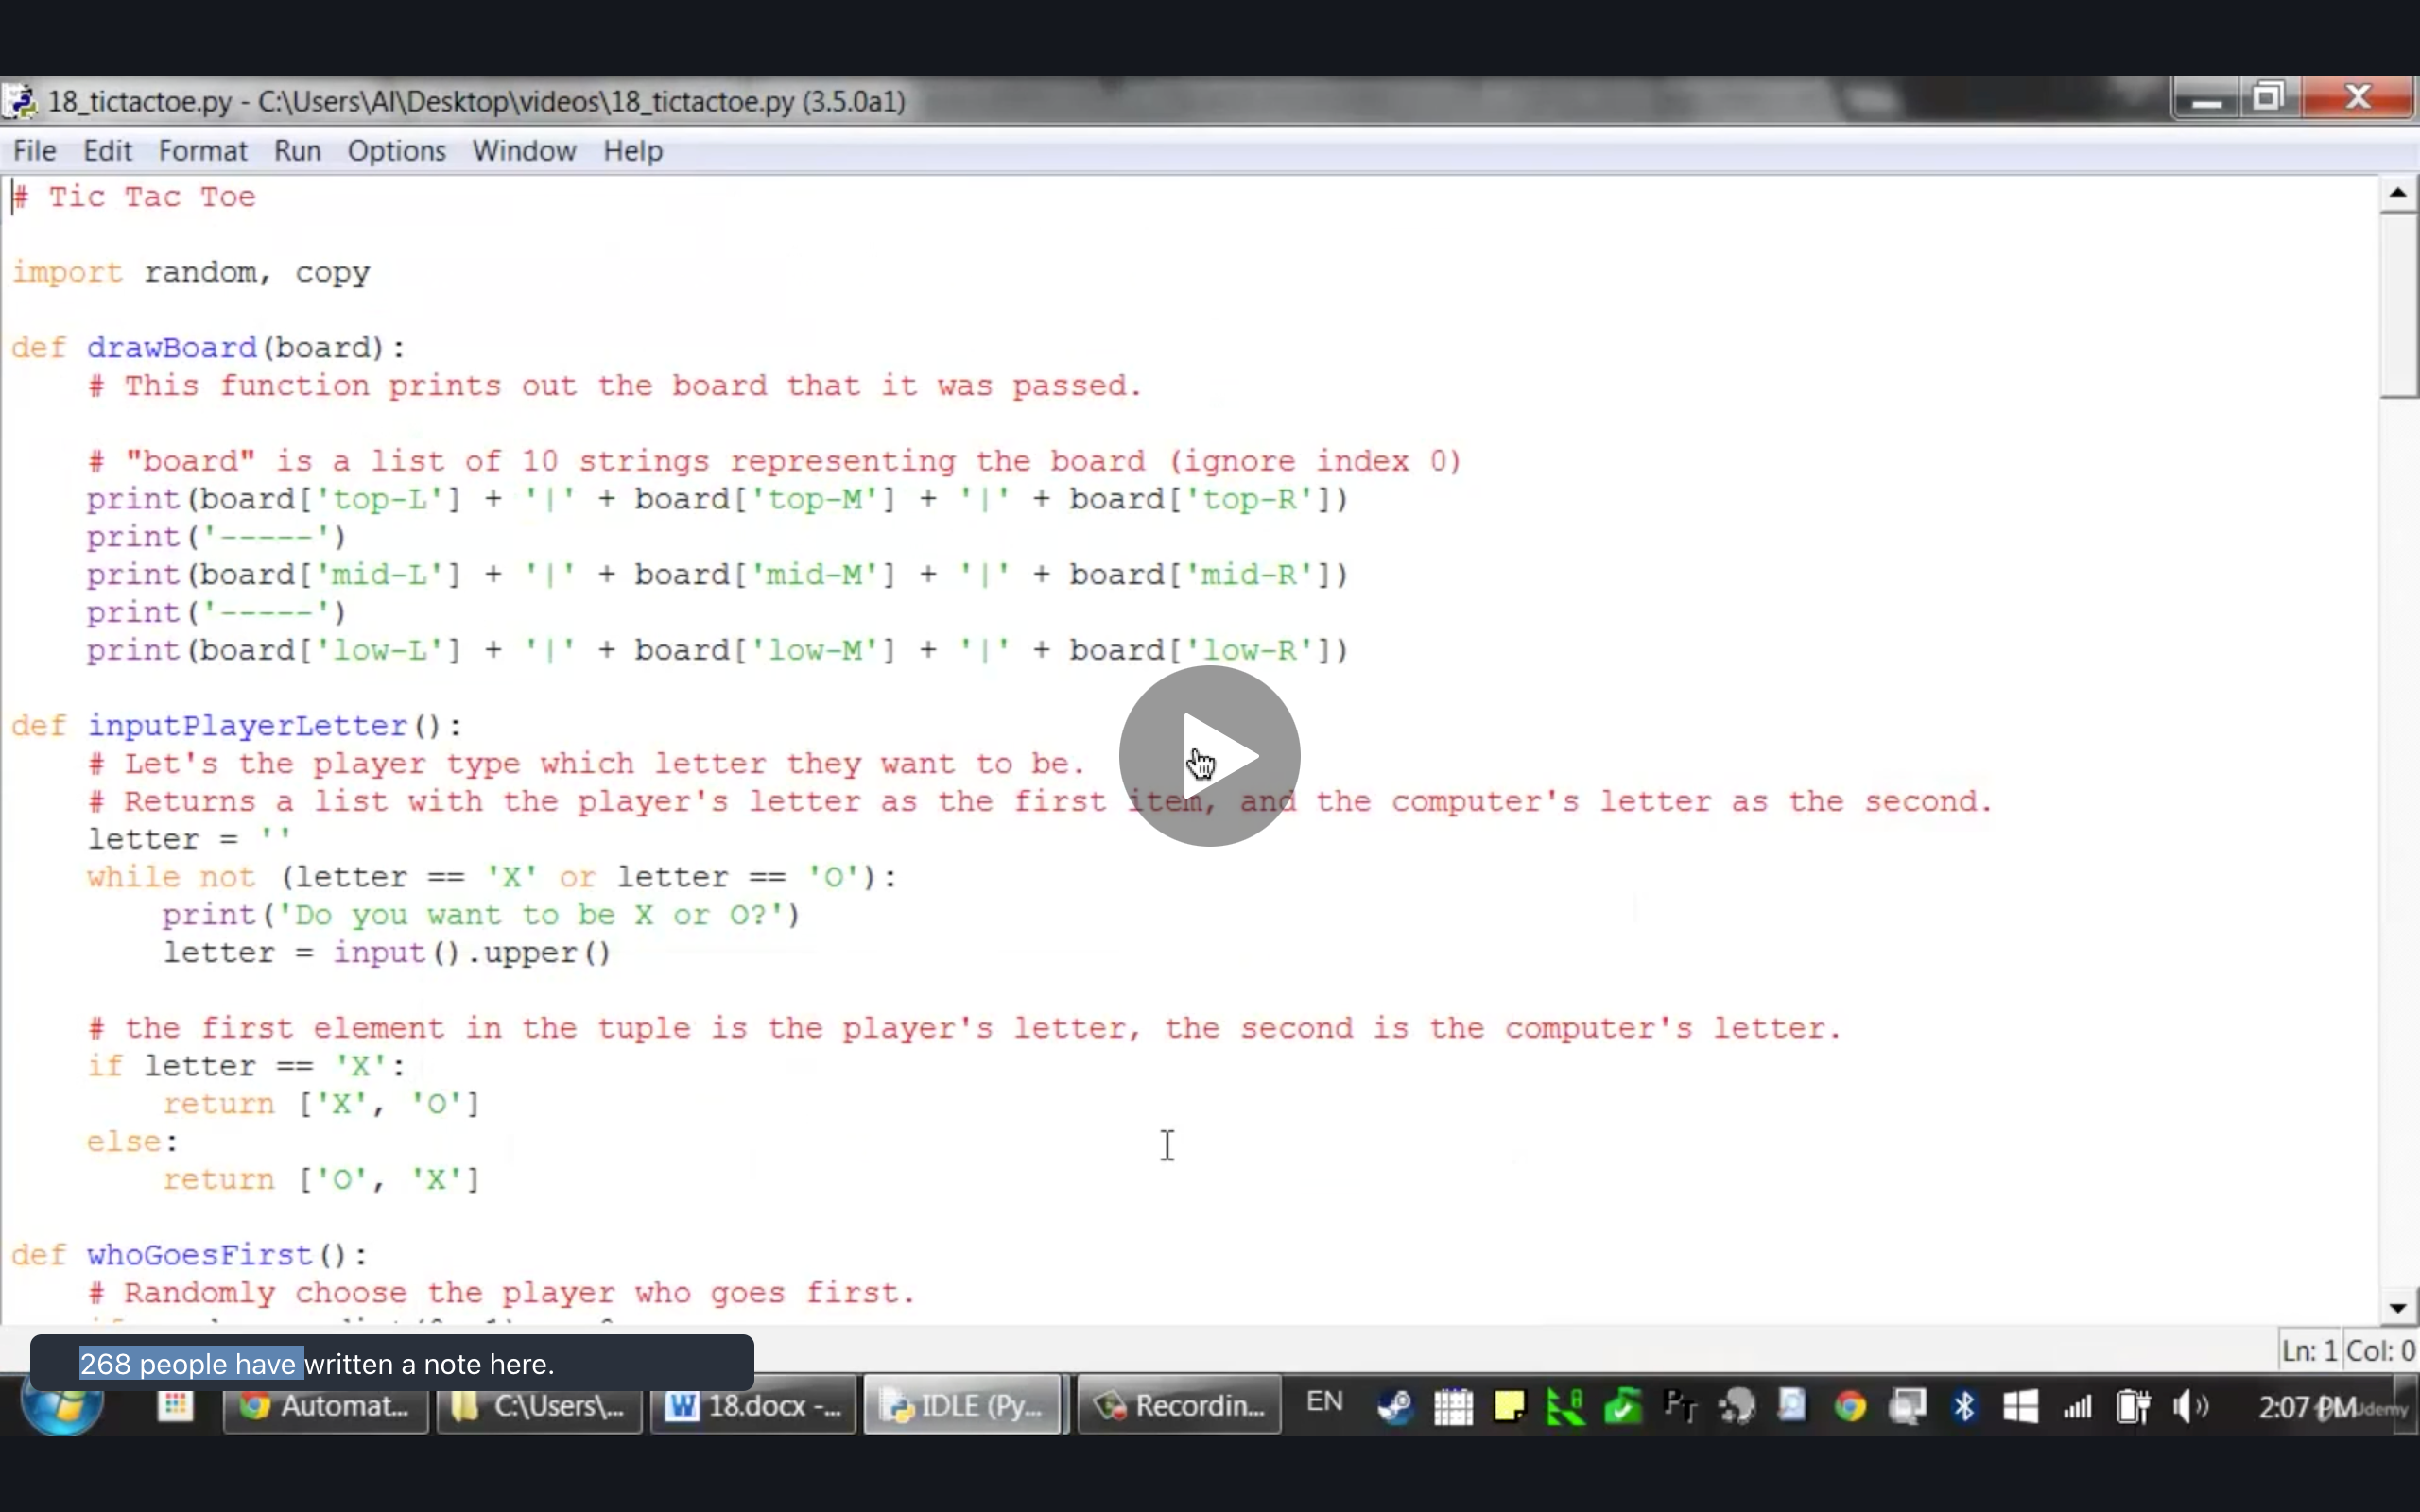 18_tictactoe.py - C:\Users\Al\Desktop\videos\18_tictactoe.py (3.5.0a1)
File Edit Format Run Options Window Help
# Tic Tac Toe
import random, copy
def drawBoard(board):
    # This function prints out the board that it was passed.
    # "board" is a list of 10 strings representing the board (ignore index 0)
    print(board['top-L'] + '|' + board['top-M'] + '|' + board['top-R'])
    print('-----')
    print(board['mid-L'] + '|' + board['mid-M'] + '|' + board['mid-R'])
    print('-----')
    print(board['low-L'] + '|' + board['low-M'] + '|' + board['low-R'])
def inputPlayerLetter():
    # Let's the player type which letter they want to be.
    # Returns a list with the player's letter as the first item, and the computer's letter as the second.
    letter = ''
    while not (letter == 'X' or letter == 'O'):
        print('Do you want to be X or O?')
        letter = input().upper()
    # the first element in the tuple is the player's letter, the second is the computer's letter.
    if letter == 'X':
        return ['X', 'O']
    else:
        return ['O', 'X']
def whoGoesFirst():
    # Randomly choose the player who goes first.
268 people have written a note here.
Ln: 1 Col: 0
Automat... C:\Users\... 18.docx -... IDLE (Py... Recordin... EN 2:07 PM Udemy